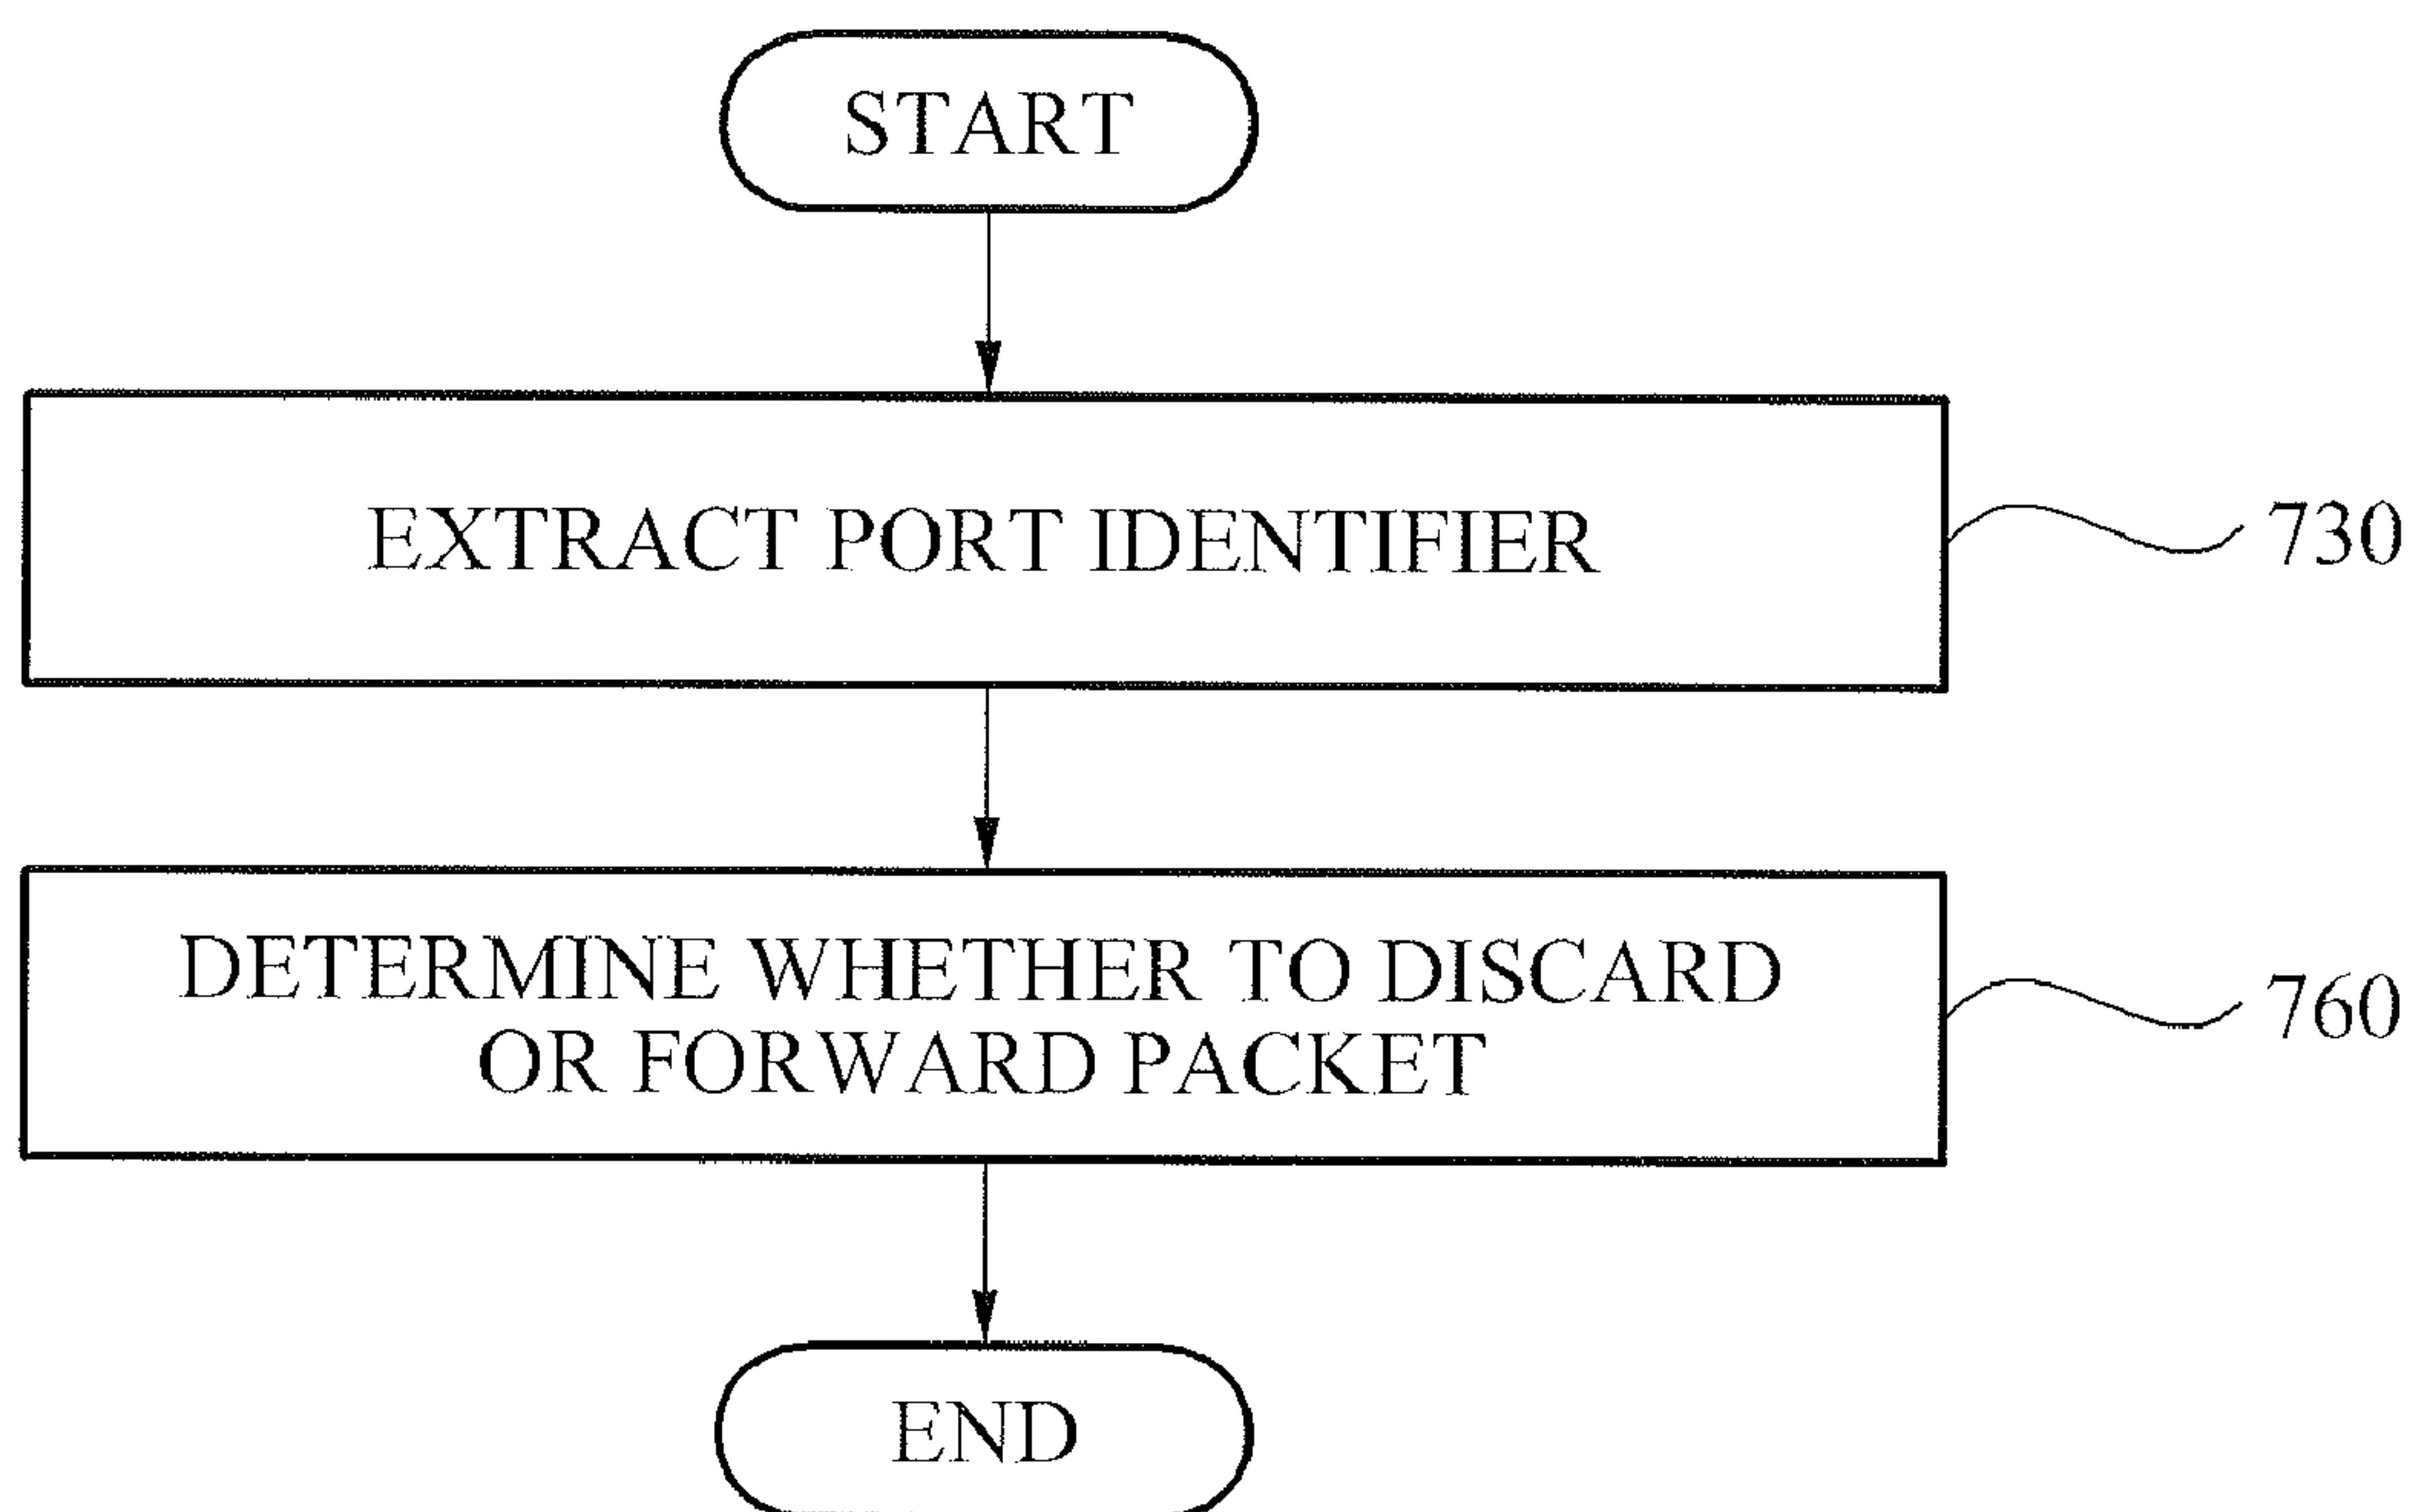 START
EXTRACT PORT IDENTIFIER
730
DETERMINE WHETHER TO DISCARD
OR FORWARD PACKET
760
END